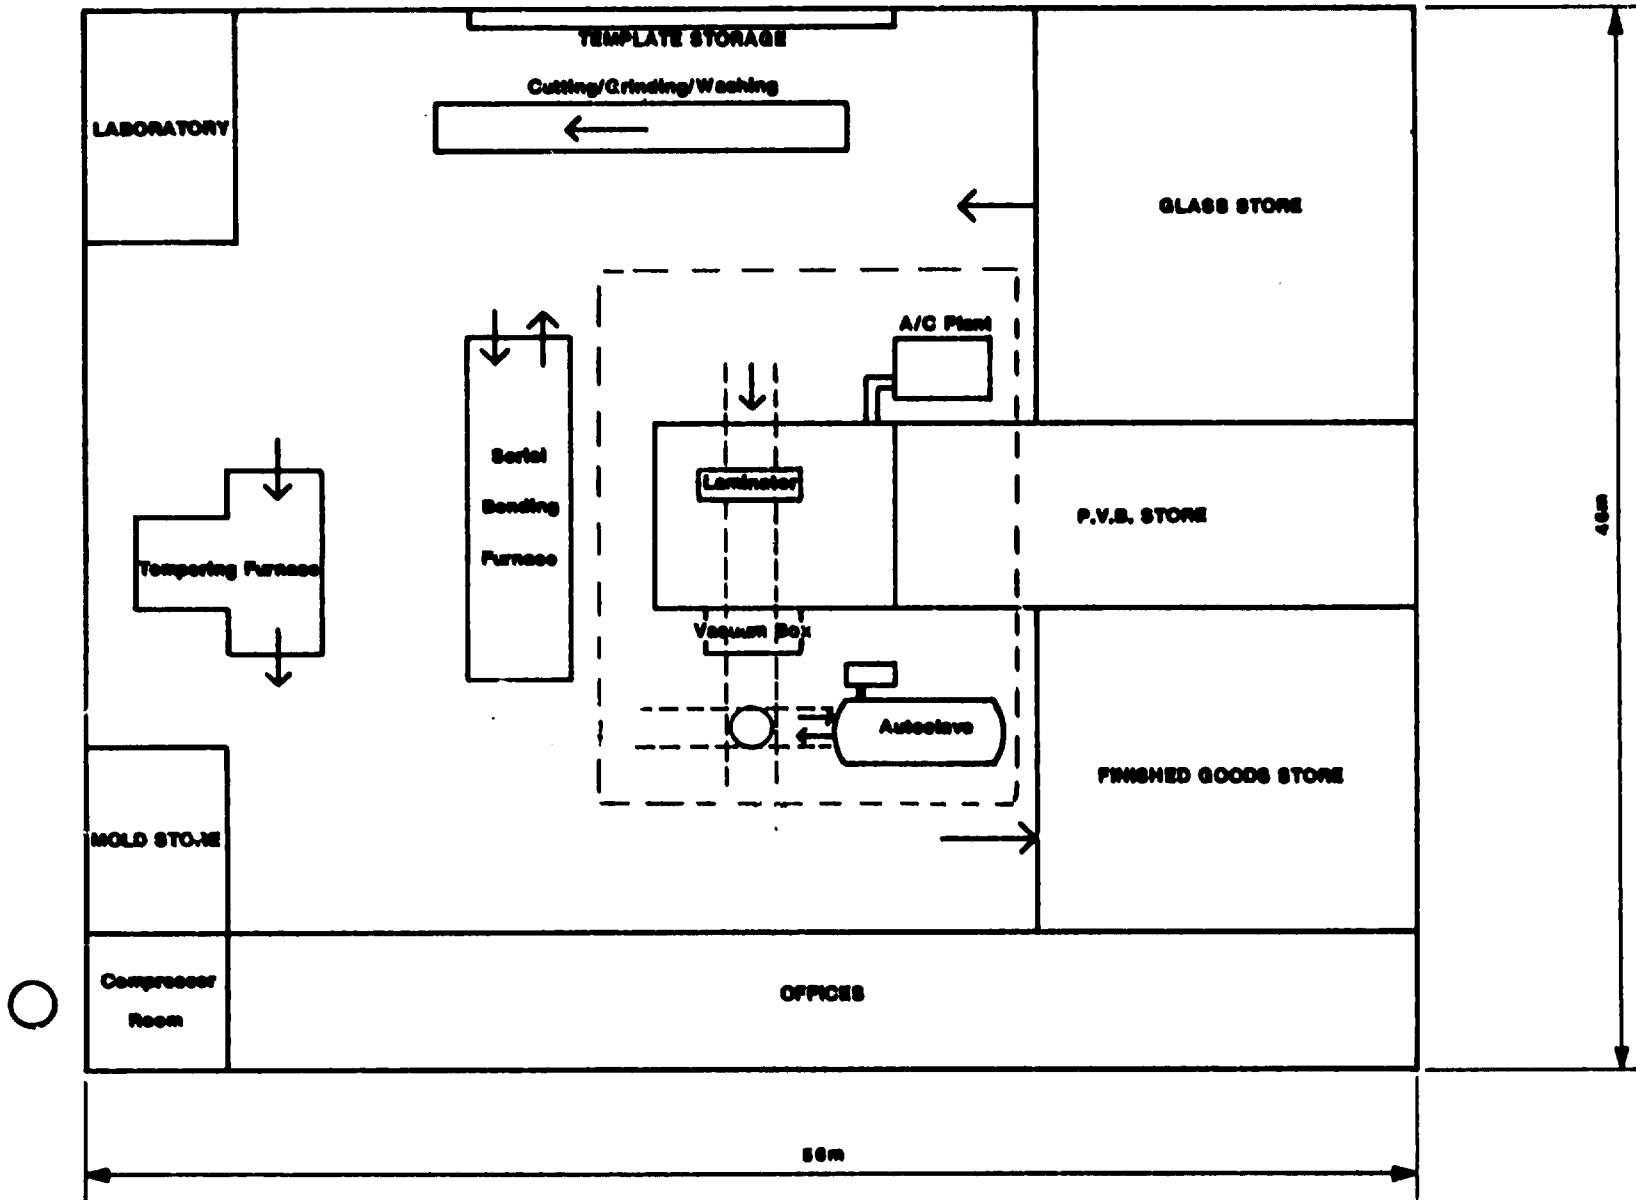 TEMPLATE STORAGE
Cutting/Grinding/Washing
LABORATORY
GLASS STORE
A/C Plant
Serial
Bending
Furnace
Laminator
P.V.B. STORE
Tempering Furnace
Vacuum Box
Autoclave
FINISHED GOODS STORE
MOLD STORE
Compressor
Room
OFFICES